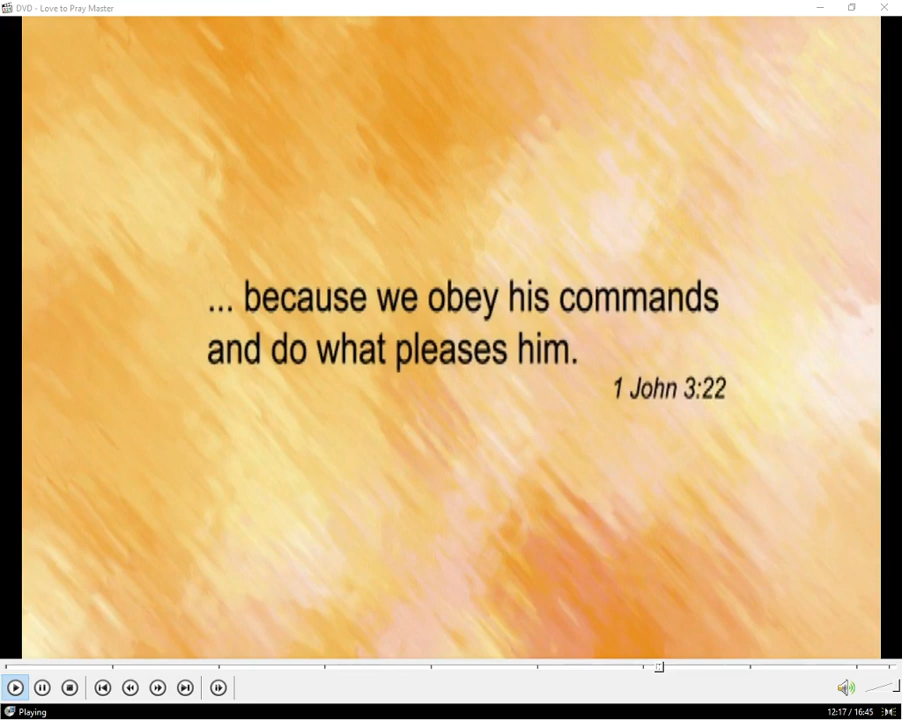 DVD - Love to Pray Master
... because we obey his commands
and do what pleases him.
1 John 3:22
Playing
12:17 / 16:45